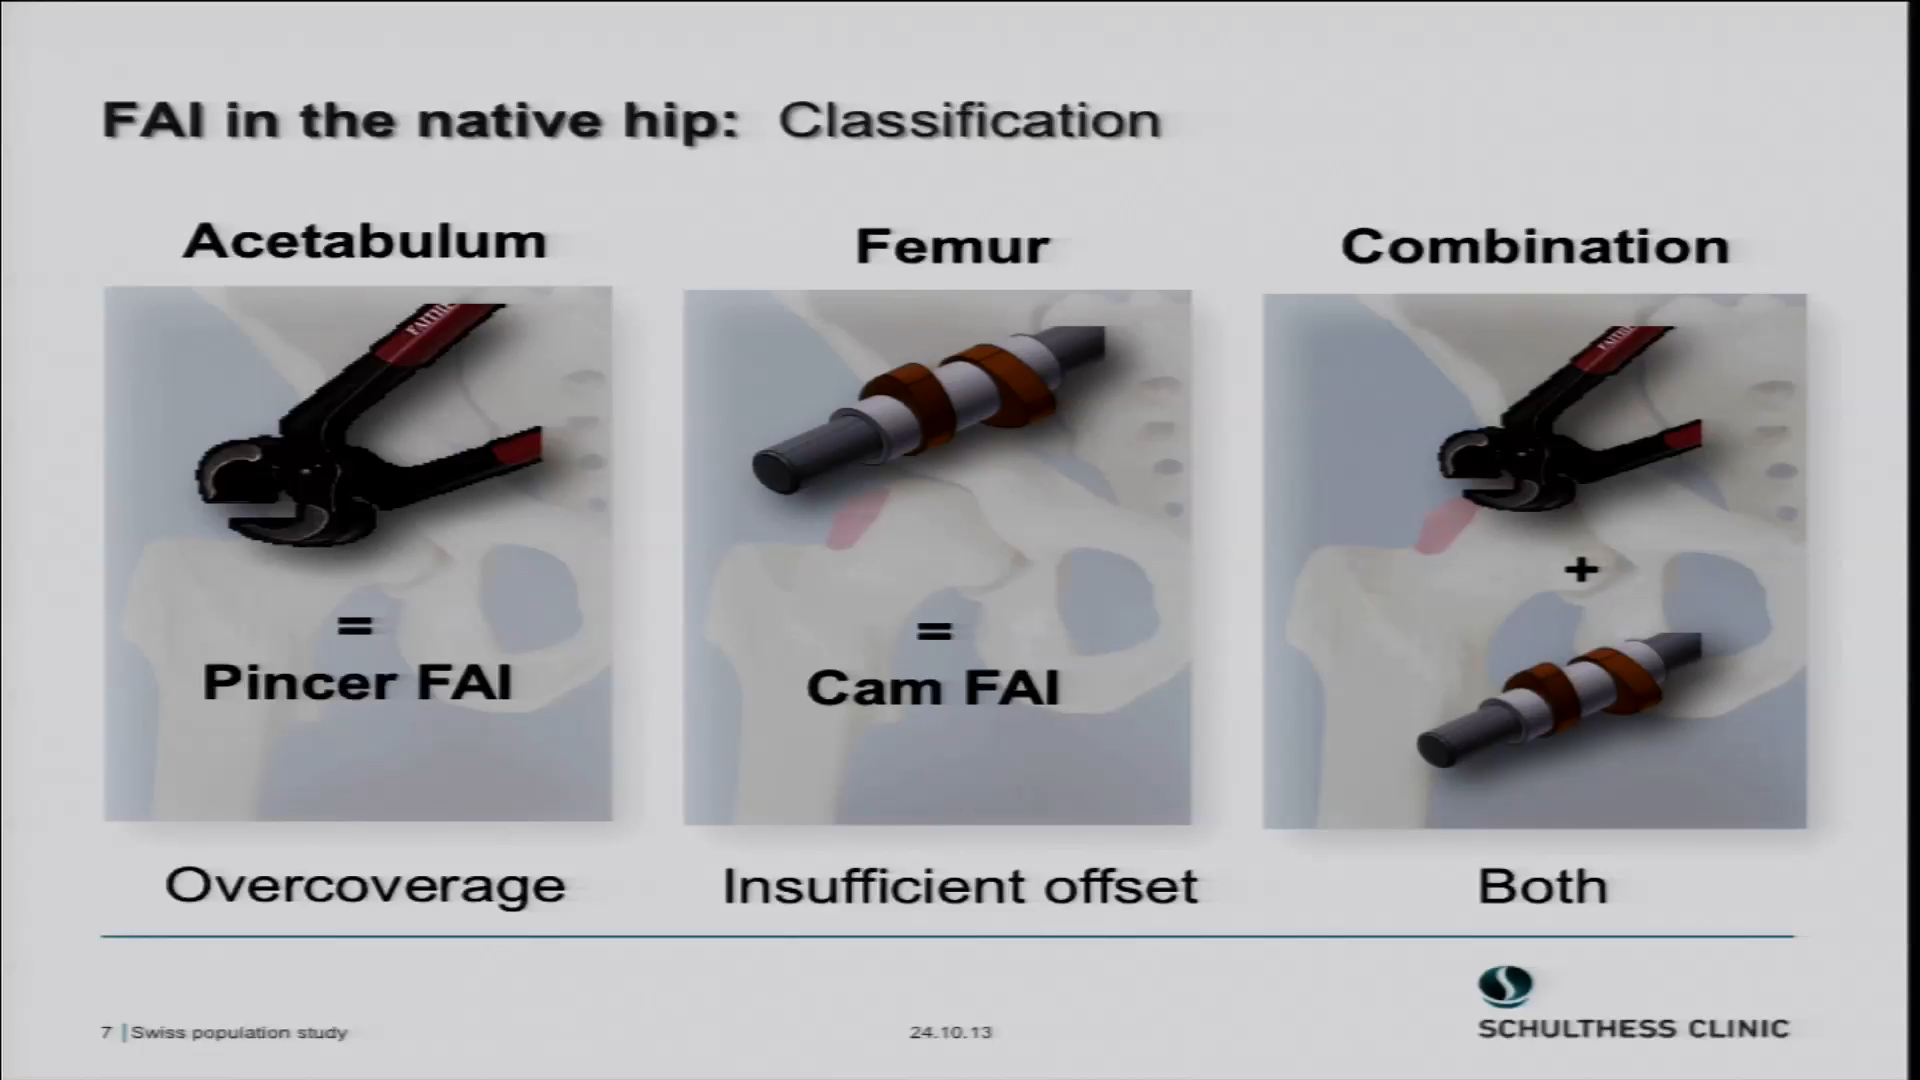 FAI in the native hip: Classification
Acetabulum
Femur
Combination
=
Pincer FAI
=
Cam FAI
+
Overcoverage
Insufficient offset
Both
7 | Swiss population study
24.10.13
SCHULTHESS CLINIC